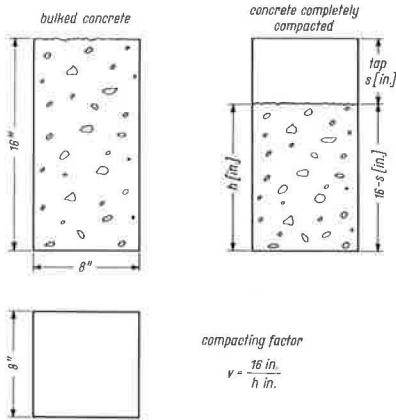 bulked concrete
concrete completely
compacted
16"
8"
tap
s [in.]
h [in.]
16-s [in.]
8"
compacting factor
v = 16 in.
h in.